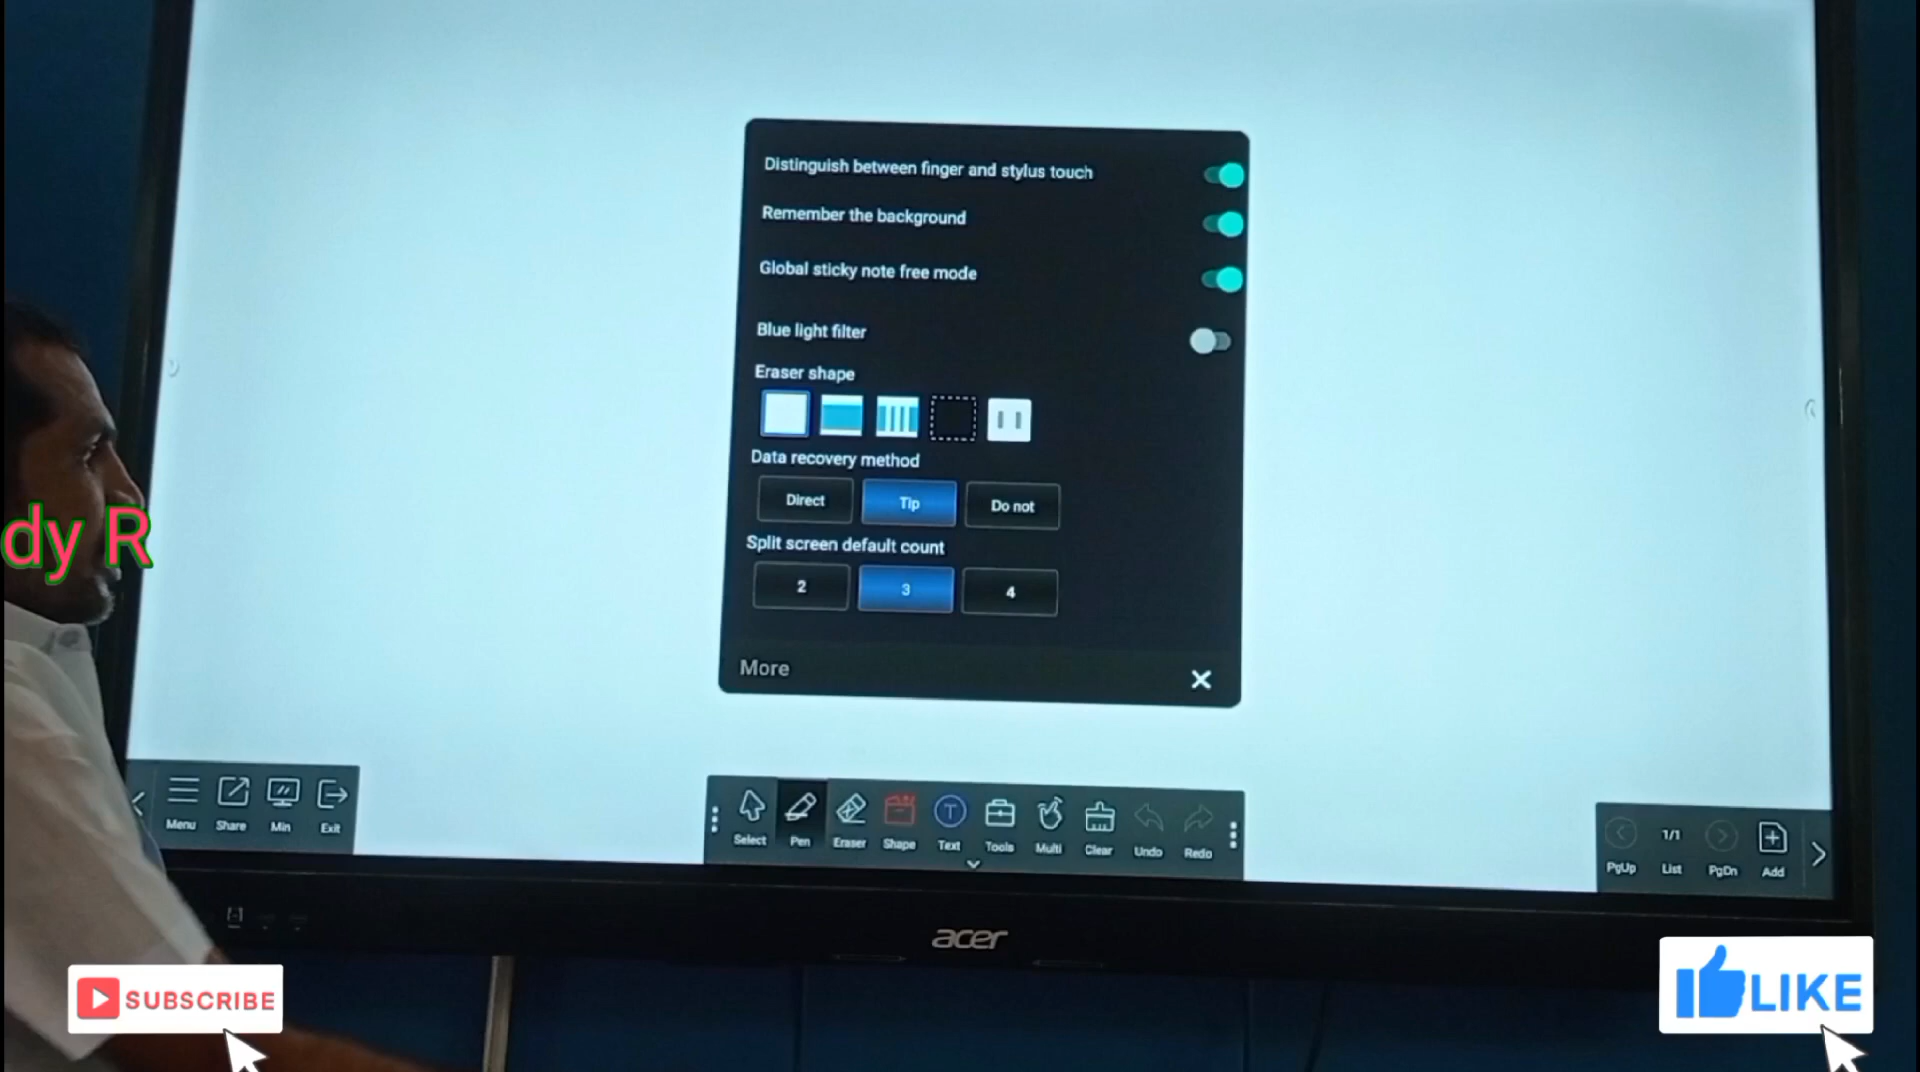 Distinguish between finger and stylus touch
Remember the background
Global sticky note free mode
Blue light filter
Eraser shape
Data recovery method
Direct Tip Do not
Split screen default count
2 3 4
More
dy R
Menu Share Min Exit
Select Pen Eraser Shape Text Tools Multi Clear Undo Redo
1/1
PgUp List PgDn Add
acer
SUBSCRIBE
LIKE